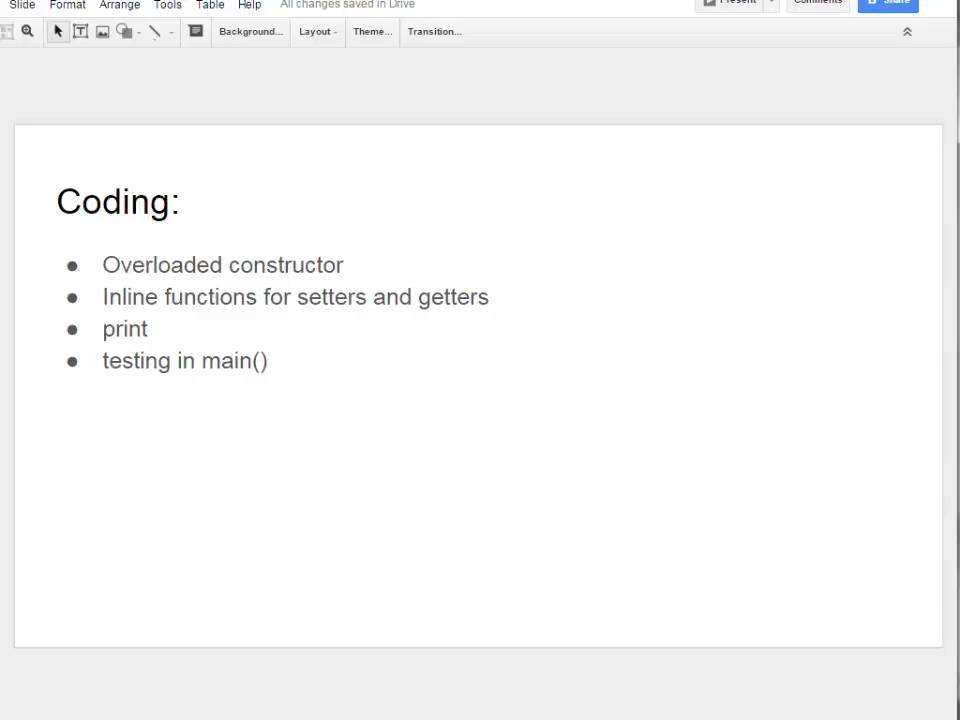 Slide Format Arrange Tools Table Help All changes saved in Drive Present Comments Share
Background... Layout Theme... Transition...
Coding:
● Overloaded constructor
● Inline functions for setters and getters
● print
● testing in main()